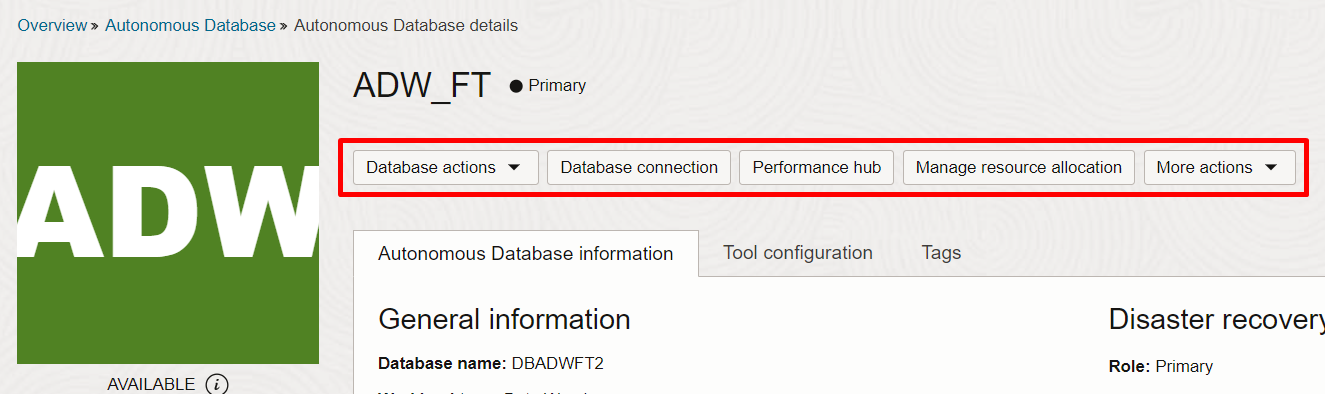 Overview » Autonomous Database » Autonomous Database details
ADW
ADW_FT ● Primary
Database actions Database connection Performance hub Manage resource allocation More actions
Autonomous Database information Tool configuration Tags
General information
Disaster recovery
Database name: DBADWFT2
Role: Primary
AVAILABLE i